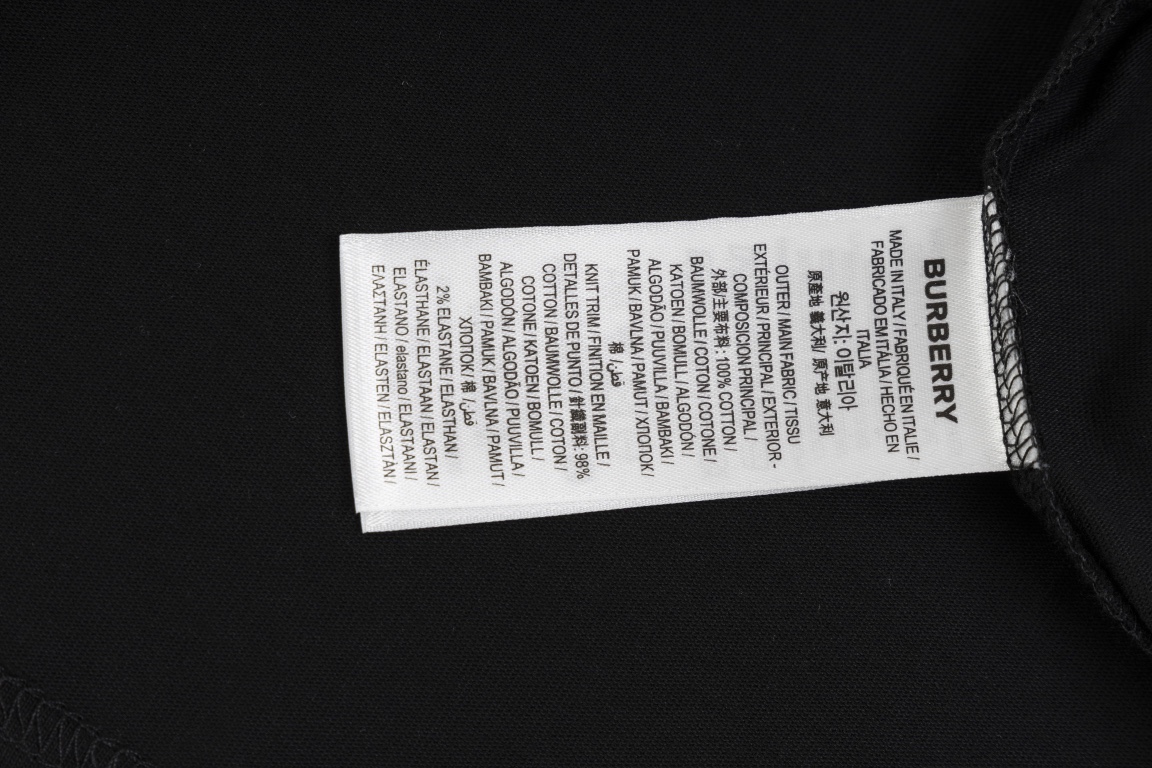 BURBERRY
MADE IN ITALY / FABRIQUÉ EN ITALIE /
FABRICADO EM ITÁLIA / HECHO EN
ITALIA
원산지: 이탈리아
原產地 義大利/ 原产地 意大利
OUTER / MAIN FABRIC / TISSU
EXTÉRIEUR / PRINCIPAL / EXTERIOR -
COMPOSICION PRINCIPAL /
外部/主要布料 : 100% COTTON /
BAUMWOLLE / COTON / COTONE /
KATOEN / BOMULL / ALGODÓN /
ALGODÃO / PUUVILLA / BAMBAKI /
PAMUK / BAVLNA / PAMUT / ХЛОПОК /
棉 / قطن/
KNIT TRIM / FINITION EN MAILLE /
DETALLES DE PUNTO / 針織副料: 98%
COTTON / BAUMWOLLE / COTON /
COTONE / KATOEN / BOMULL /
ALGODÓN / ALGODÃO / PUUVILLA /
BAMBAKI / PAMUK / BAVLNA / PAMUT /
ХЛОПОК / 棉 / قطن/
2% ELASTANE / ELASTHAN /
ÉLASTHANE / ELASTAAN / ELASTAN /
ELASTANO / elastano / ELASTAANI /
ΕΛΑΣΤΑΝΗ / ELASTEN / ELASZTÁN /